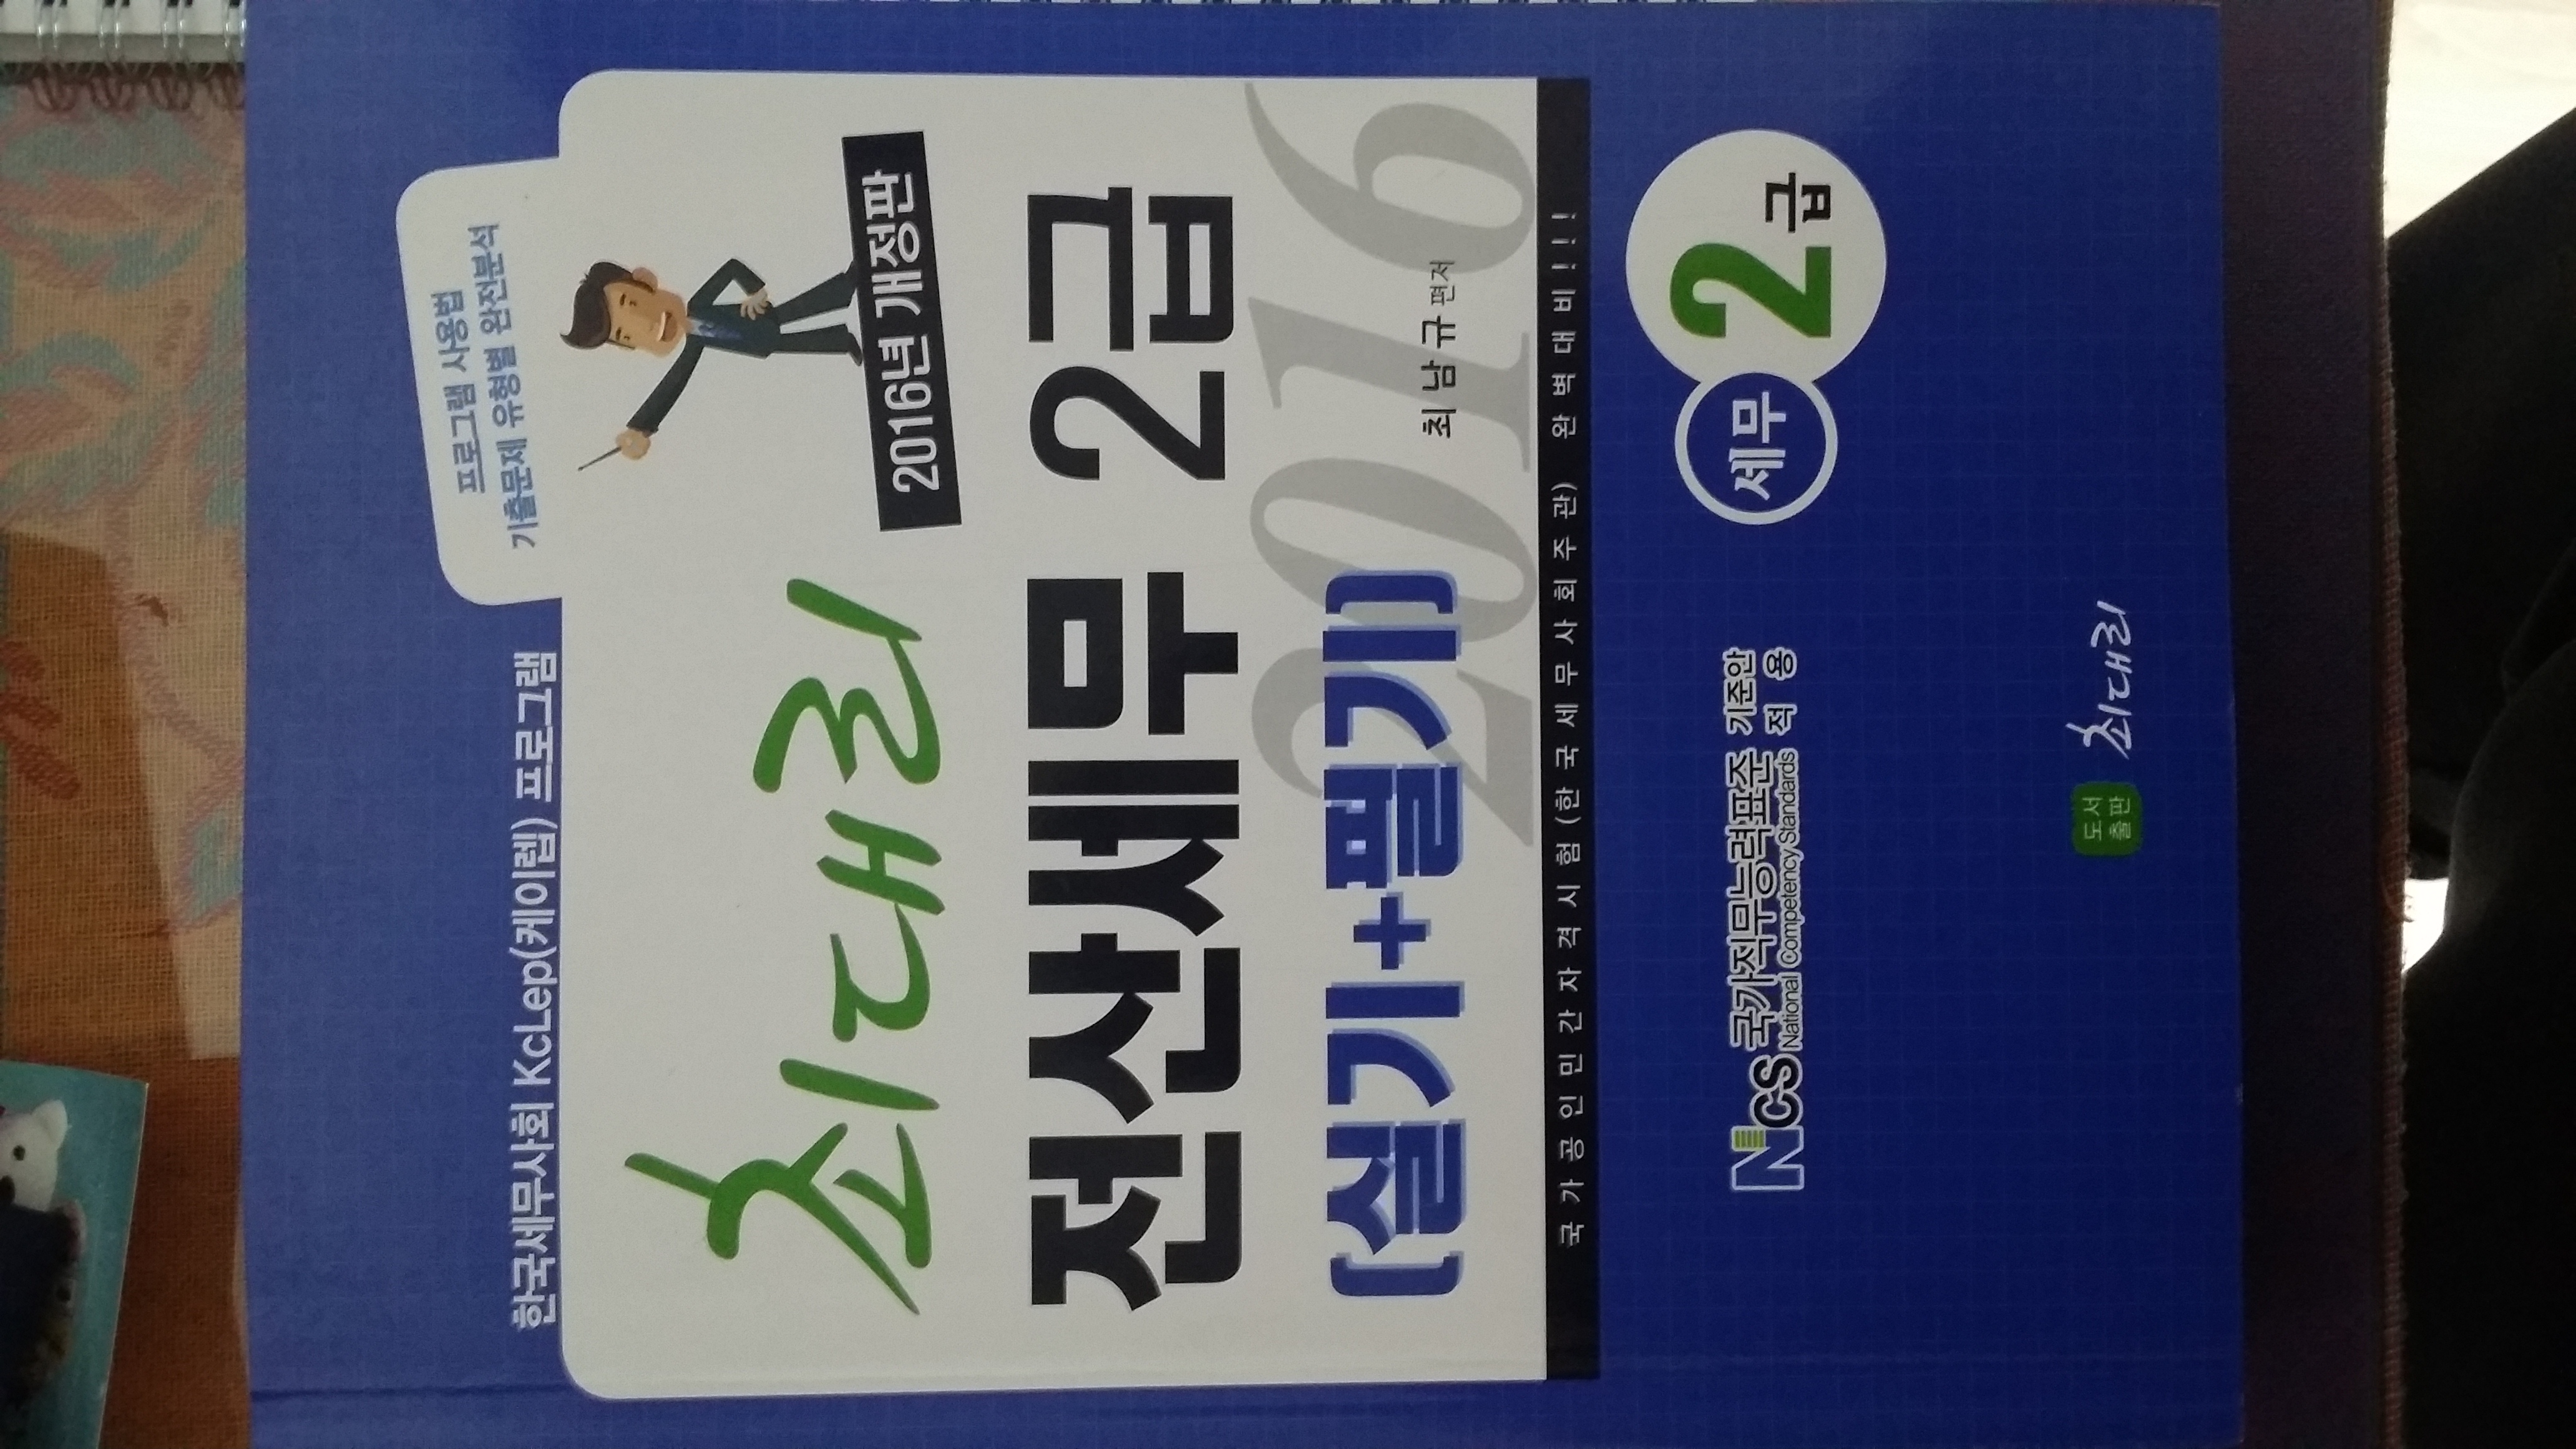 한국세무사회 KcLep(케이렙) 프로그램
프로그램 사용법
기출문제 유형별 완전분석
최대리
2016년 개정판
전산세무 2급
[실기+필기]
2016
최남규 편저
국가공인민간자격시험(한국세무사회주관) 완벽대비!!!
세무
2급
NCS 국가직무능력표준 기준안
National Competency Standards 적용
도서
출판
최대리